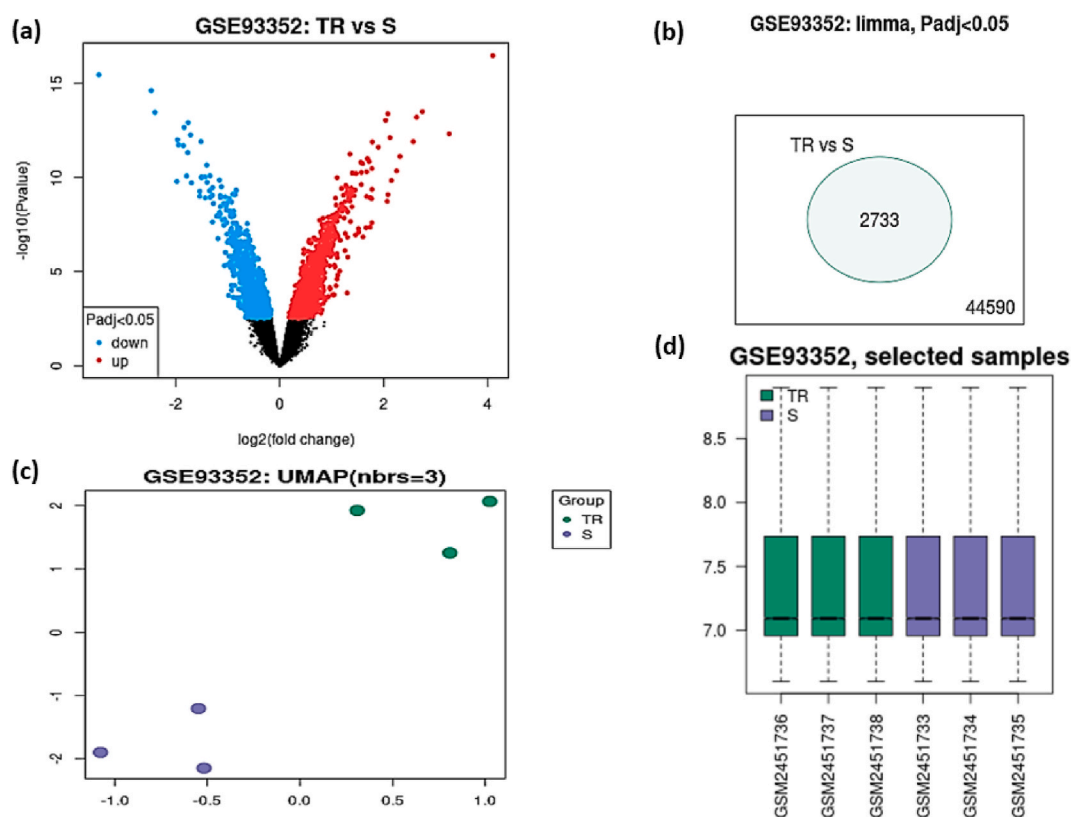 (a)
GSE93352: TR vs S
-log10(Pvalue)
15
10
5
0
Padj<0.05
down
up
-2
0
2
4
log2(fold change)
(b)
GSE93352: limma, Padj<0.05
TR vs S
2733
44590
(c)
GSE93352: UMAP(nbrs=3)
2
1
0
-1
-2
-1.0
-0.5
0.0
0.5
1.0
Group
TR
S
(d)
GSE93352, selected samples
TR
S
8.5
8.0
7.5
7.0
GSM2451736
GSM2451737
GSM2451738
GSM2451733
GSM2451734
GSM2451735